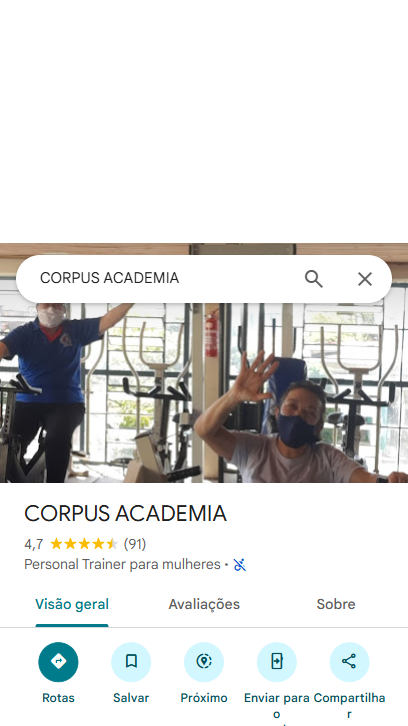 CORPUS ACADEMIA
CORPUS ACADEMIA
4,7 (91)
Personal Trainer para mulheres ·
Visão geral Avaliações Sobre
Rotas Salvar Próximo Enviar para o Compartilhar